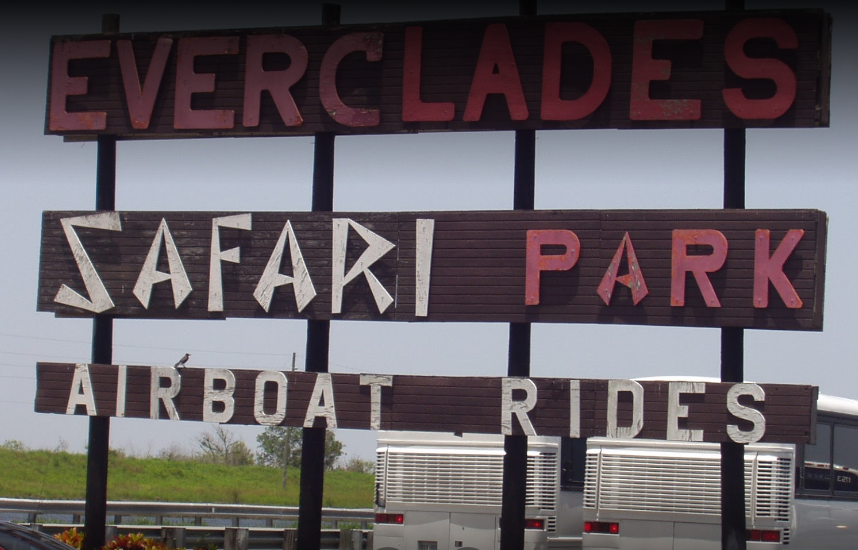 EVERGLADES
SAFARI PARK
AIRBOAT RIDES